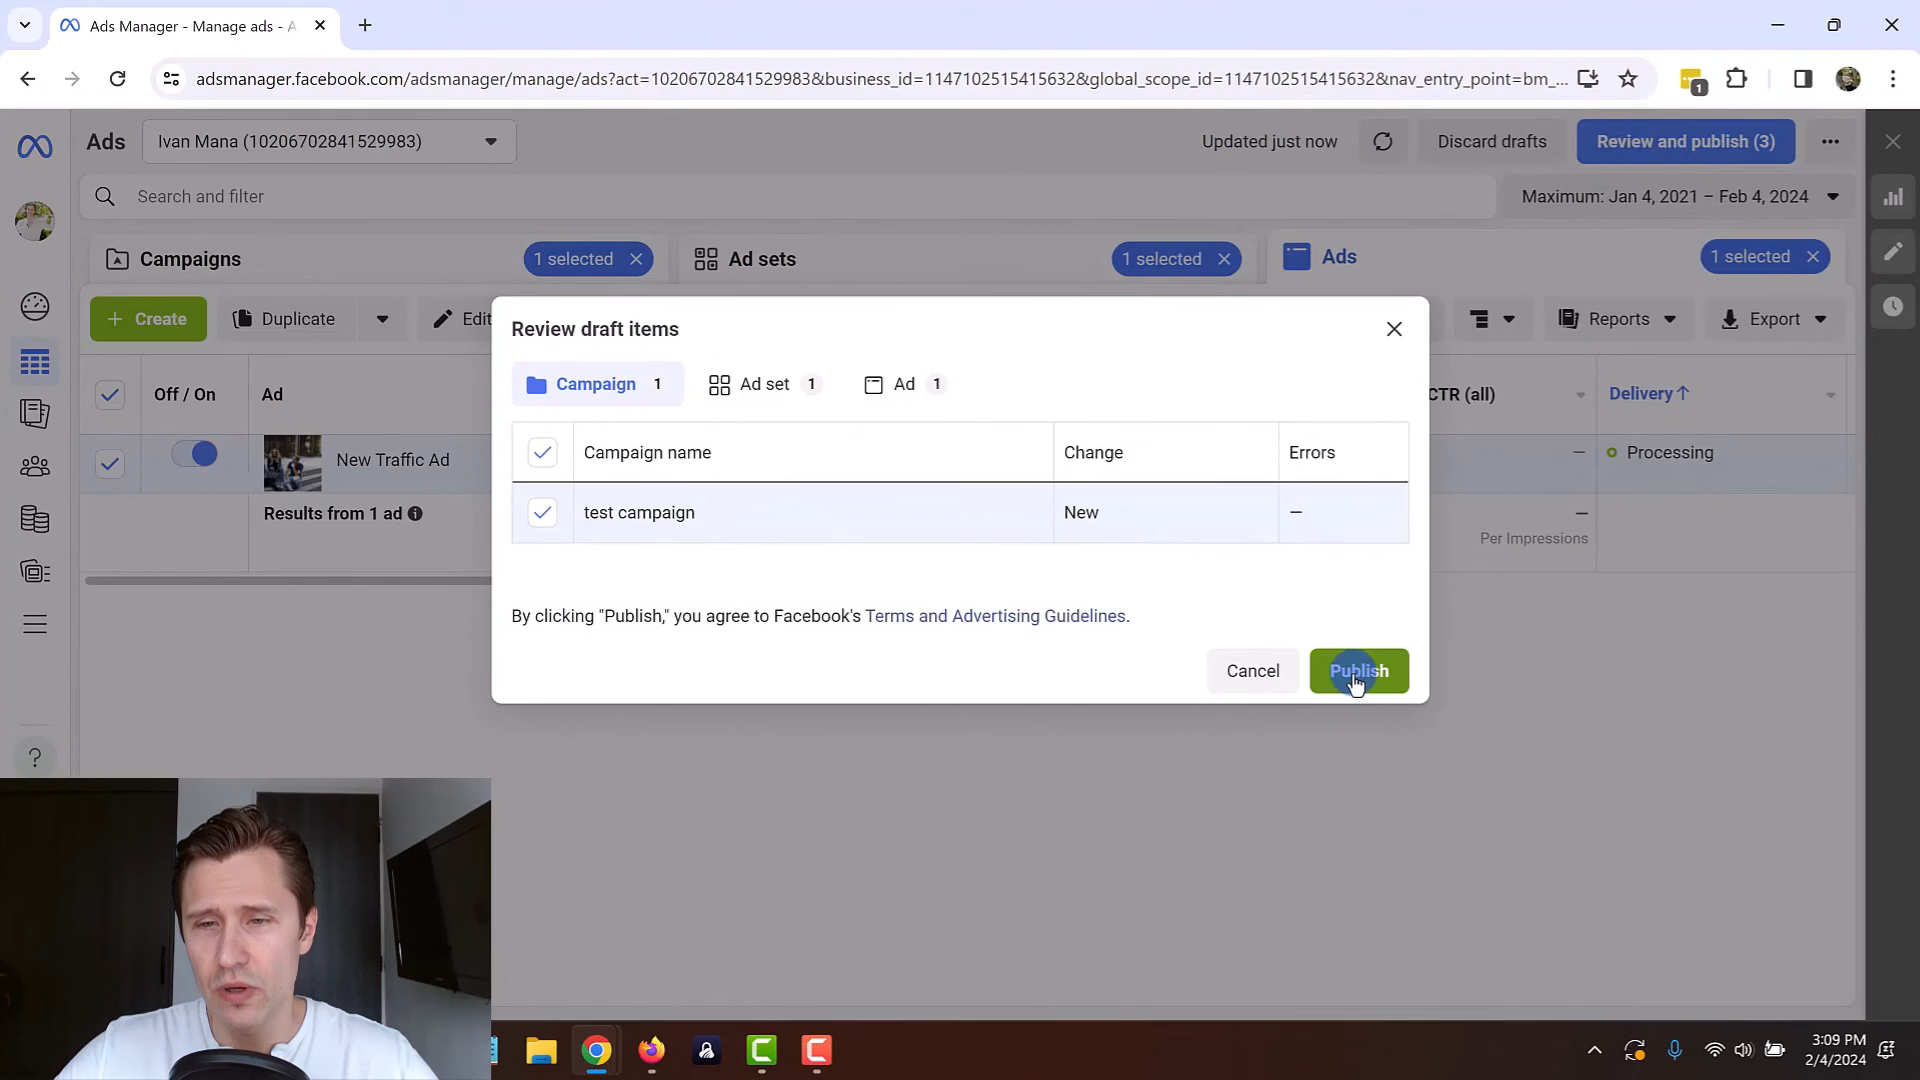 Ads Manager - Manage ads - A
adsmanager.facebook.com/adsmanager/manage/ads?act=10206702841529983&business_id=1147102515415632&global_scope_id=1147102515415632&nav_entry_point=bm_...
1
Ads
Ivan Mana (10206702841529983)
Updated just now
Discard drafts
Review and publish (3)
Search and filter
Maximum: Jan 4, 2021 – Feb 4, 2024
Campaigns
1 selected
Ad sets
1 selected
Ads
1 selected
Create
Duplicate
Edit
Reports
Export
Off / On
Ad
CTR (all)
Delivery↑
New Traffic Ad
—
Processing
Results from 1 ad
—
Per Impressions
Review draft items
Campaign 1
Ad set 1
Ad 1
Campaign name
Change
Errors
test campaign
New
—
By clicking "Publish," you agree to Facebook's Terms and Advertising Guidelines.
Cancel
Publish
?
3:09 PM
2/4/2024